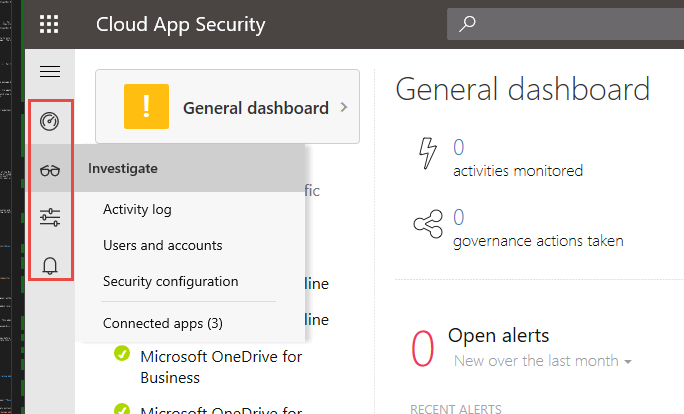 Cloud App Security
General dashboard
Investigate
fic
Activity log
Users and accounts
Security configuration
line
Connected apps (3)
line
Microsoft OneDrive for
Business
Microsoft OneDrive for
General dashboard
0
activities monitored
0
governance actions taken
0
Open alerts
New over the last month
RECENT ALERTS